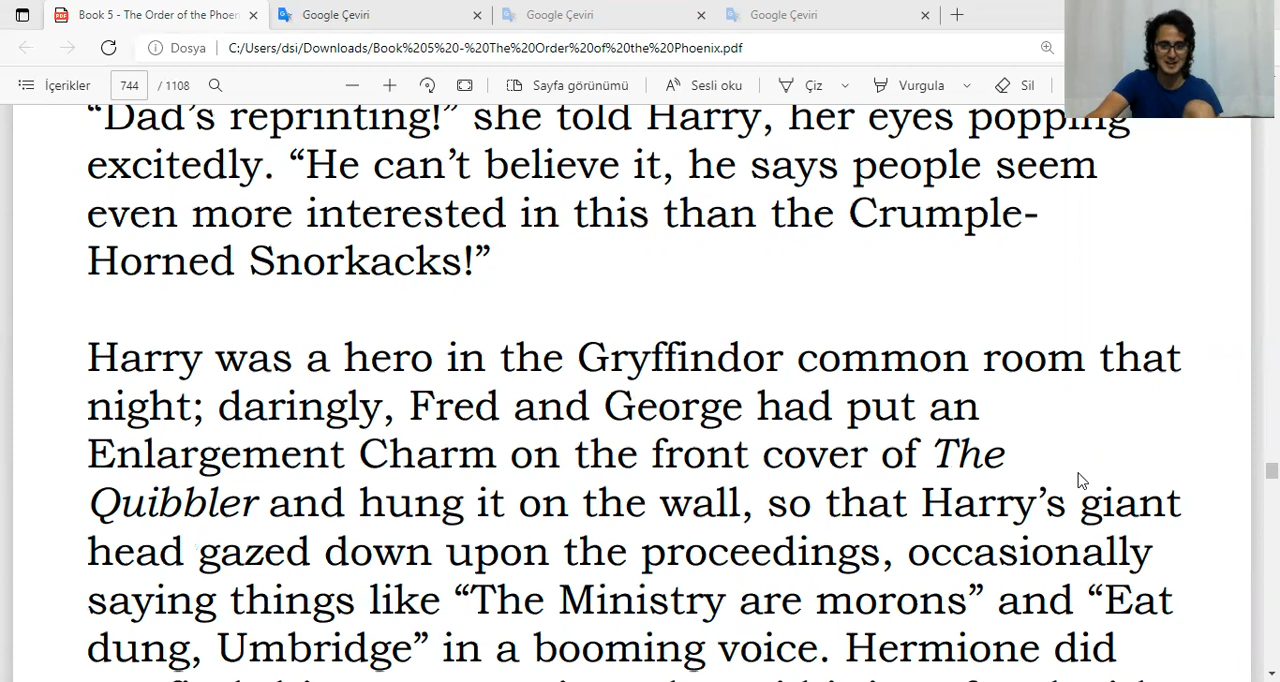 Book 5 - The Order of the Phoen
Google Çeviri
Google Çeviri
Google Çeviri
Dosya
C:/Users/dsi/Downloads/Book%205%20-%20The%20Order%20of%20the%20Phoenix.pdf
İçerikler
744 / 1108
Sayfa görünümü
Sesli oku
Çiz
Vurgula
Sil
“Dad’s reprinting!” she told Harry, her eyes popping
excitedly. “He can’t believe it, he says people seem
even more interested in this than the Crumple-
Horned Snorkacks!”
Harry was a hero in the Gryffindor common room that
night; daringly, Fred and George had put an
Enlargement Charm on the front cover of The
Quibbler and hung it on the wall, so that Harry’s giant
head gazed down upon the proceedings, occasionally
saying things like “The Ministry are morons” and “Eat
dung, Umbridge” in a booming voice. Hermione did